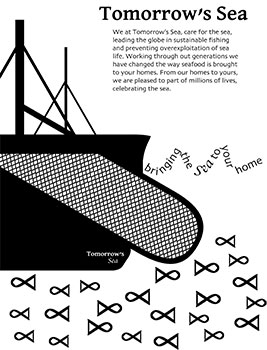 Tomorrow's Sea
We at Tomorrow's Sea, care for the sea,
leading the globe in sustainable fishing
and preventing overexploitation of sea
life. Working through out generations we
have changed the way seafood is brought
to your homes. From our homes to yours,
we are pleased to part of millions of lives,
celebrating the sea.
bringing the Sea to your home
Tomorrow's
Sea